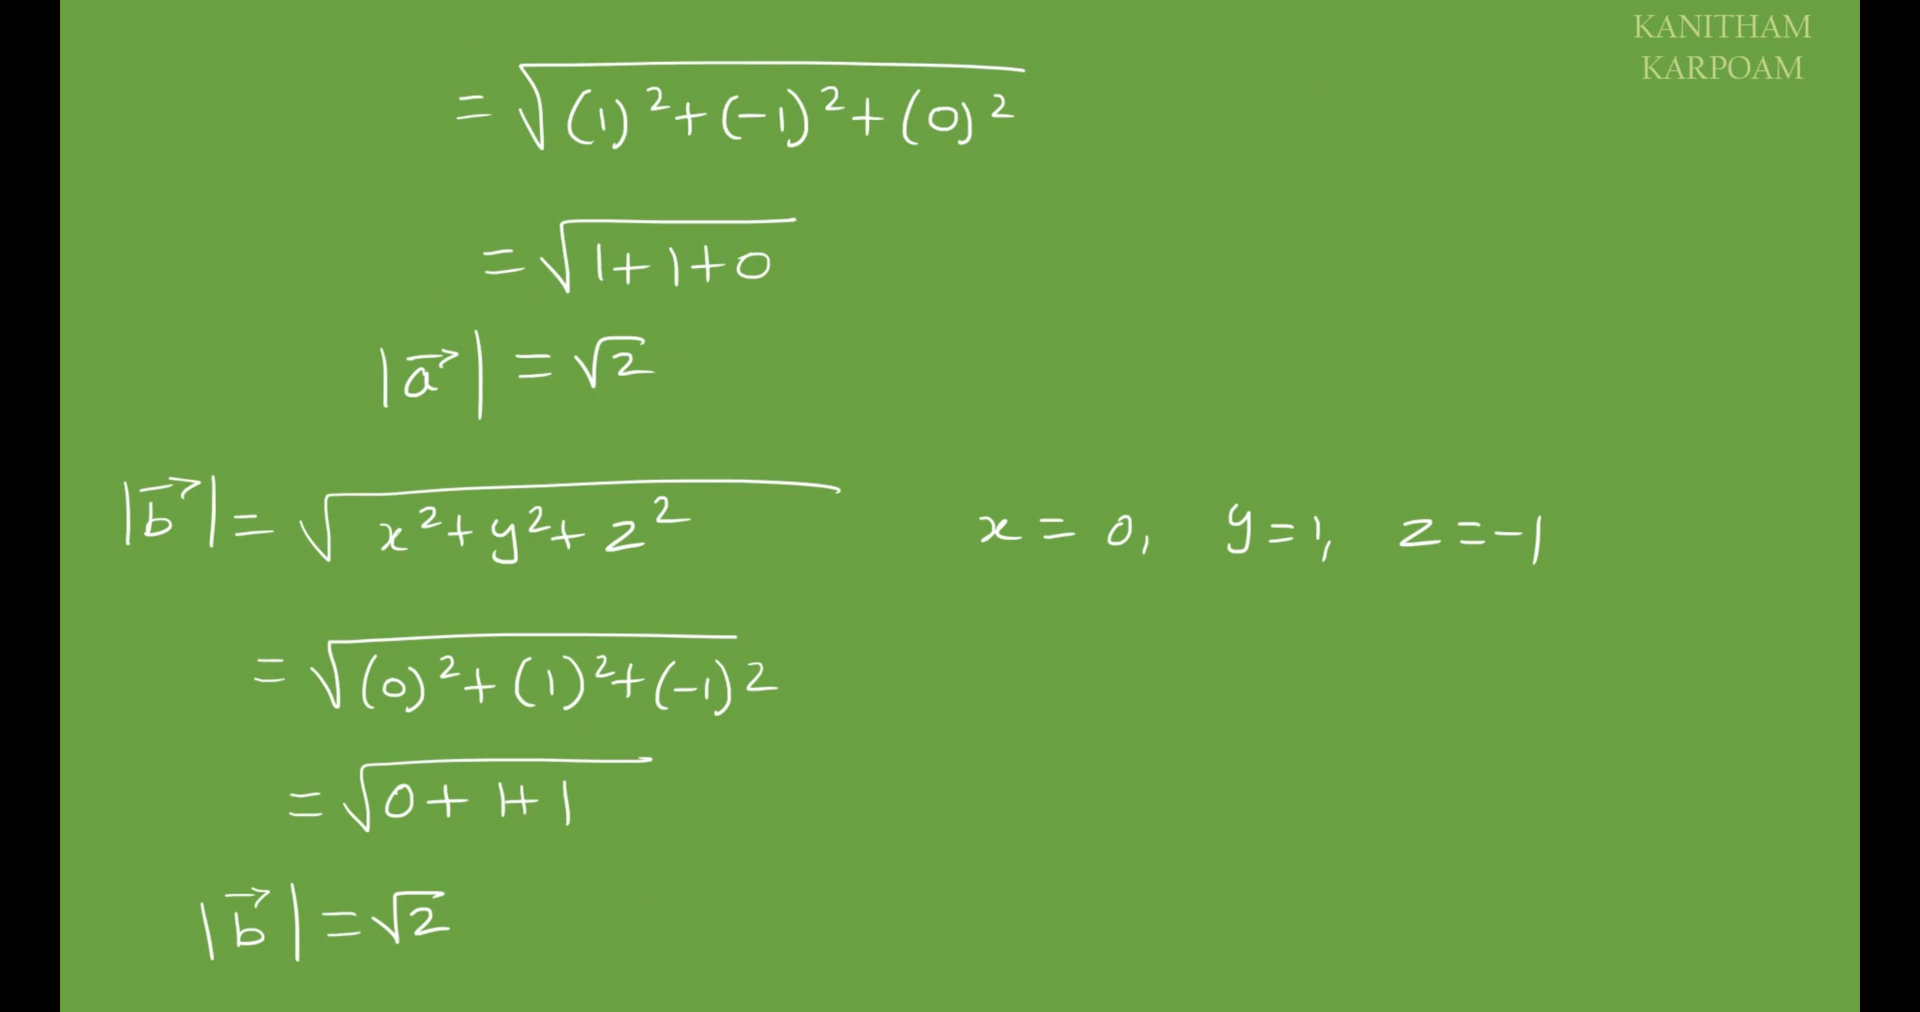 KANITHAM
KARPOAM
= √(1)² + (-1)² + (0)²
= √1 + 1 + 0
|a⃗| = √2
|b⃗| = √x² + y² + z² x = 0, y = 1, z = -1
= √(0)² + (1)² + (-1)²
= √0 + 1 + 1
|b⃗| = √2